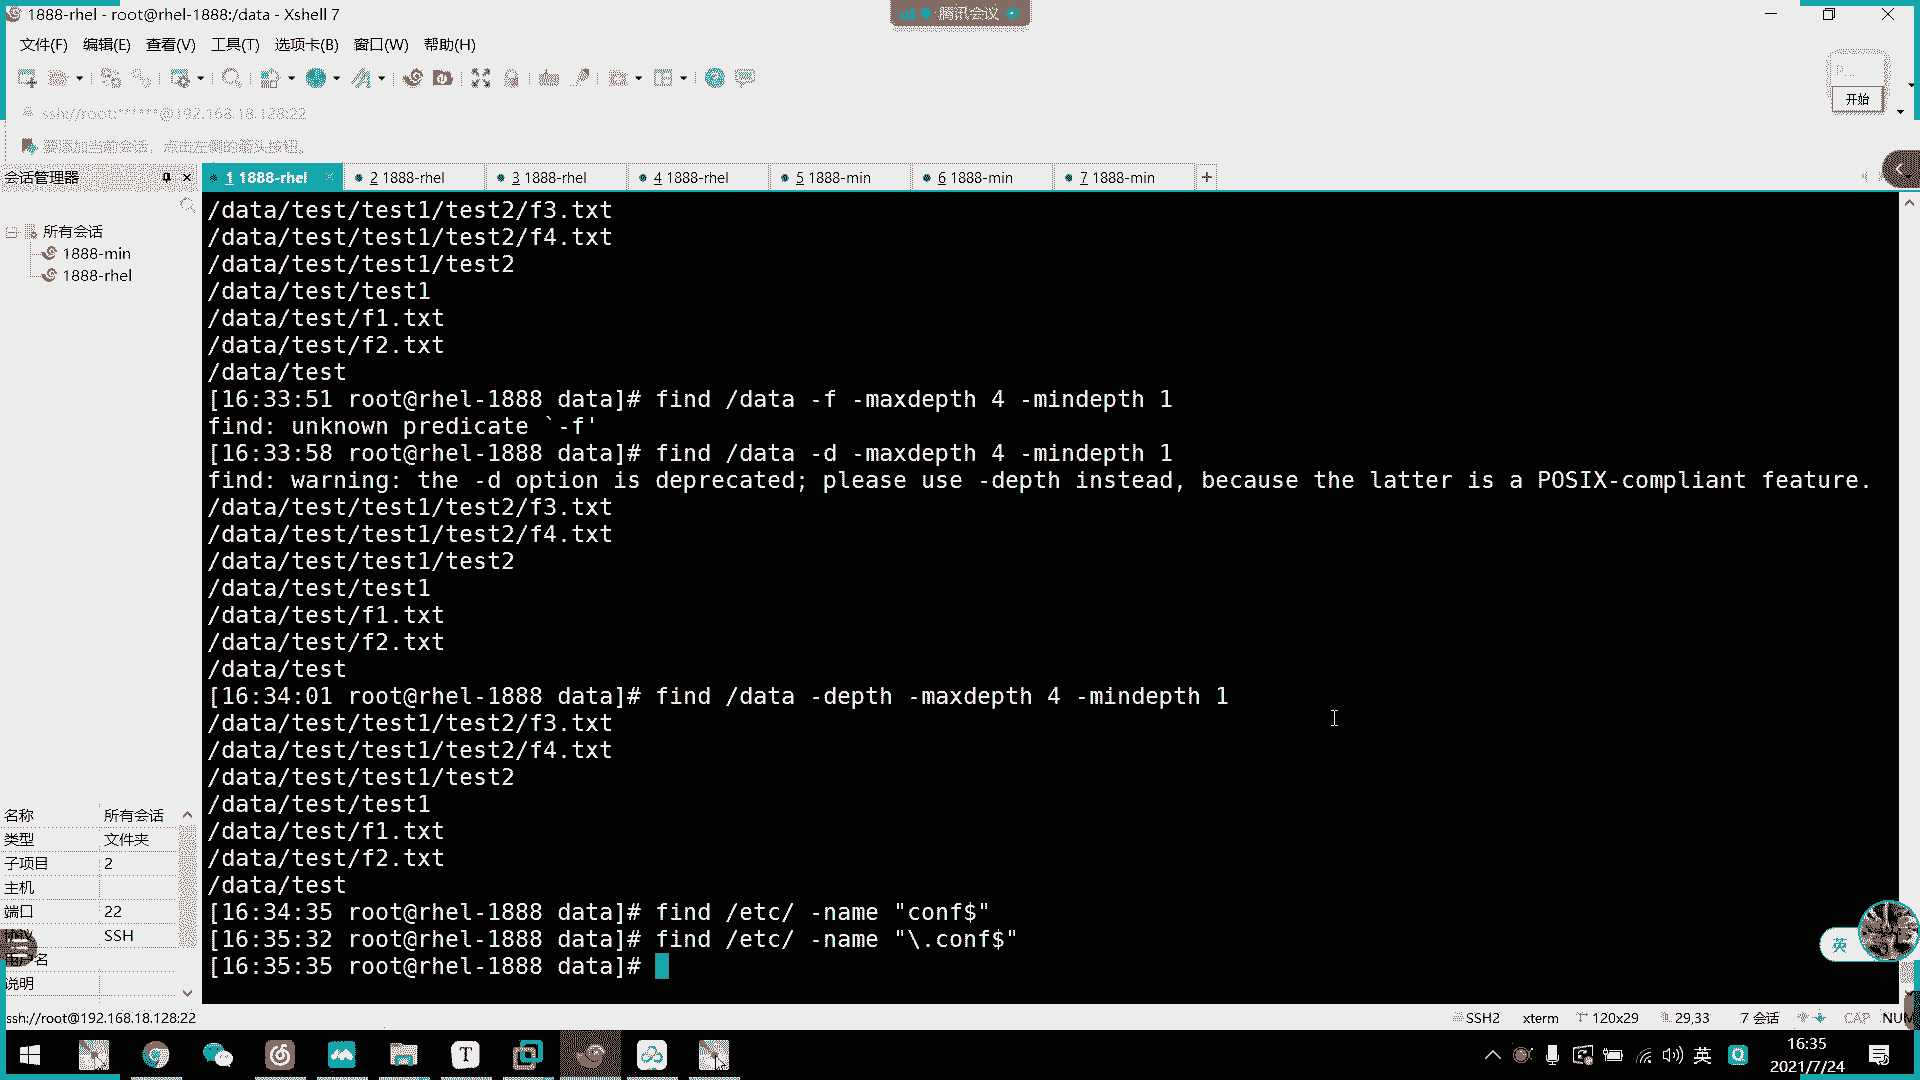 1888-rhel - root@rhel-1888:/data - Xshell 7
腾讯会议
文件(F) 编辑(E) 查看(V) 工具(T) 选项卡(B) 窗口(W) 帮助(H)
开始
ssh://root:******@192.168.18.128:22
要添加当前会话，点击左侧的箭头按钮。
会话管理器
1 1888-rhel
2 1888-rhel
3 1888-rhel
4 1888-rhel
5 1888-min
6 1888-min
7 1888-min
所有会话
1888-min
1888-rhel
/data/test/test1/test2/f3.txt
/data/test/test1/test2/f4.txt
/data/test/test1/test2
/data/test/test1
/data/test/f1.txt
/data/test/f2.txt
/data/test
[16:33:51 root@rhel-1888 data]# find /data -f -maxdepth 4 -mindepth 1
find: unknown predicate `-f'
[16:33:58 root@rhel-1888 data]# find /data -d -maxdepth 4 -mindepth 1
find: warning: the -d option is deprecated; please use -depth instead, because the latter is a POSIX-compliant feature.
/data/test/test1/test2/f3.txt
/data/test/test1/test2/f4.txt
/data/test/test1/test2
/data/test/test1
/data/test/f1.txt
/data/test/f2.txt
/data/test
[16:34:01 root@rhel-1888 data]# find /data -depth -maxdepth 4 -mindepth 1
/data/test/test1/test2/f3.txt
/data/test/test1/test2/f4.txt
/data/test/test1/test2
/data/test/test1
/data/test/f1.txt
/data/test/f2.txt
/data/test
[16:34:35 root@rhel-1888 data]# find /etc/ -name "conf$"
[16:35:32 root@rhel-1888 data]# find /etc/ -name "\.conf$"
[16:35:35 root@rhel-1888 data]#
名称 所有会话
类型 文件夹
子项目 2
主机
端口 22
协议 SSH
户名
说明
英
ssh://root@192.168.18.128:22
SSH2 xterm 120x29 29,33 7 会话 CAP NUM
英
16:35
2021/7/24